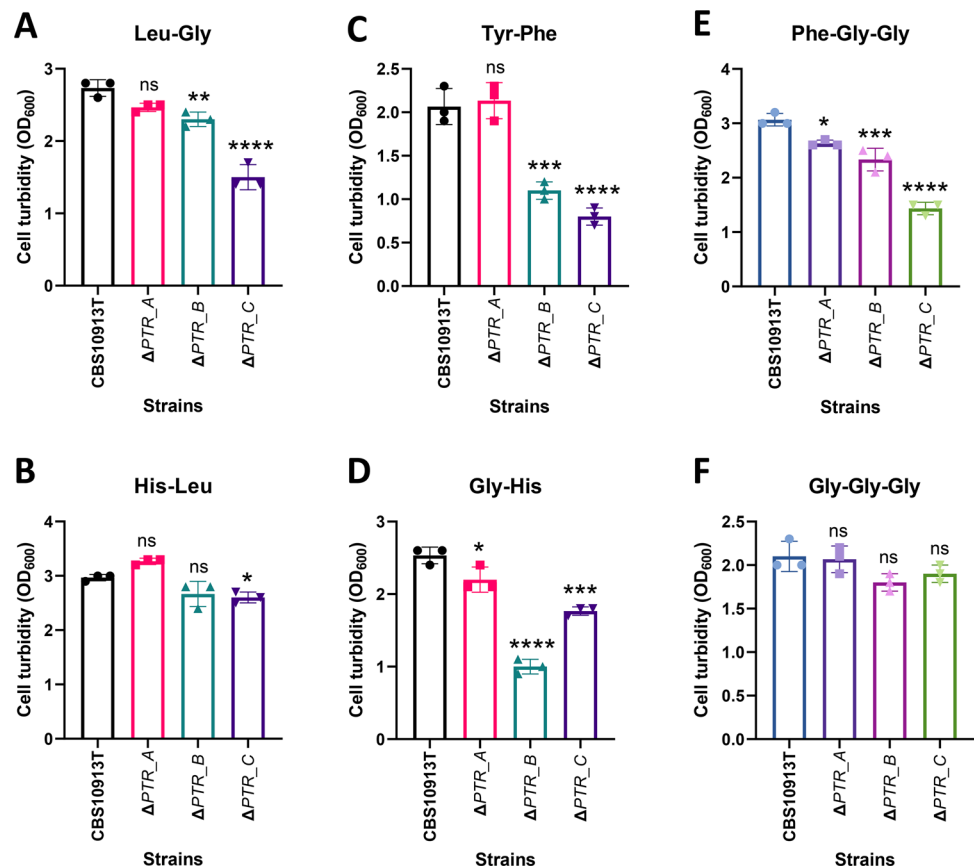 A
Leu-Gly
Cell turbidity (OD600)
3
2
1
0
ns
**
****
CBS10913T
ΔPTR_A
ΔPTR_B
ΔPTR_C
Strains
C
Tyr-Phe
Cell turbidity (OD600)
2.5
2.0
1.5
1.0
0.5
0.0
ns
***
****
CBS10913T
ΔPTR_A
ΔPTR_B
ΔPTR_C
Strains
E
Phe-Gly-Gly
Cell turbidity (OD600)
4
3
2
1
0
*
***
****
CBS10913T
ΔPTR_A
ΔPTR_B
ΔPTR_C
Strains
B
His-Leu
Cell turbidity (OD600)
4
3
2
1
0
ns
ns
*
CBS10913T
ΔPTR_A
ΔPTR_B
ΔPTR_C
Strains
D
Gly-His
Cell turbidity (OD600)
3
2
1
0
*
****
***
CBS10913T
ΔPTR_A
ΔPTR_B
ΔPTR_C
Strains
F
Gly-Gly-Gly
Cell turbidity (OD600)
2.5
2.0
1.5
1.0
0.5
0.0
ns
ns
ns
CBS10913T
ΔPTR_A
ΔPTR_B
ΔPTR_C
Strains